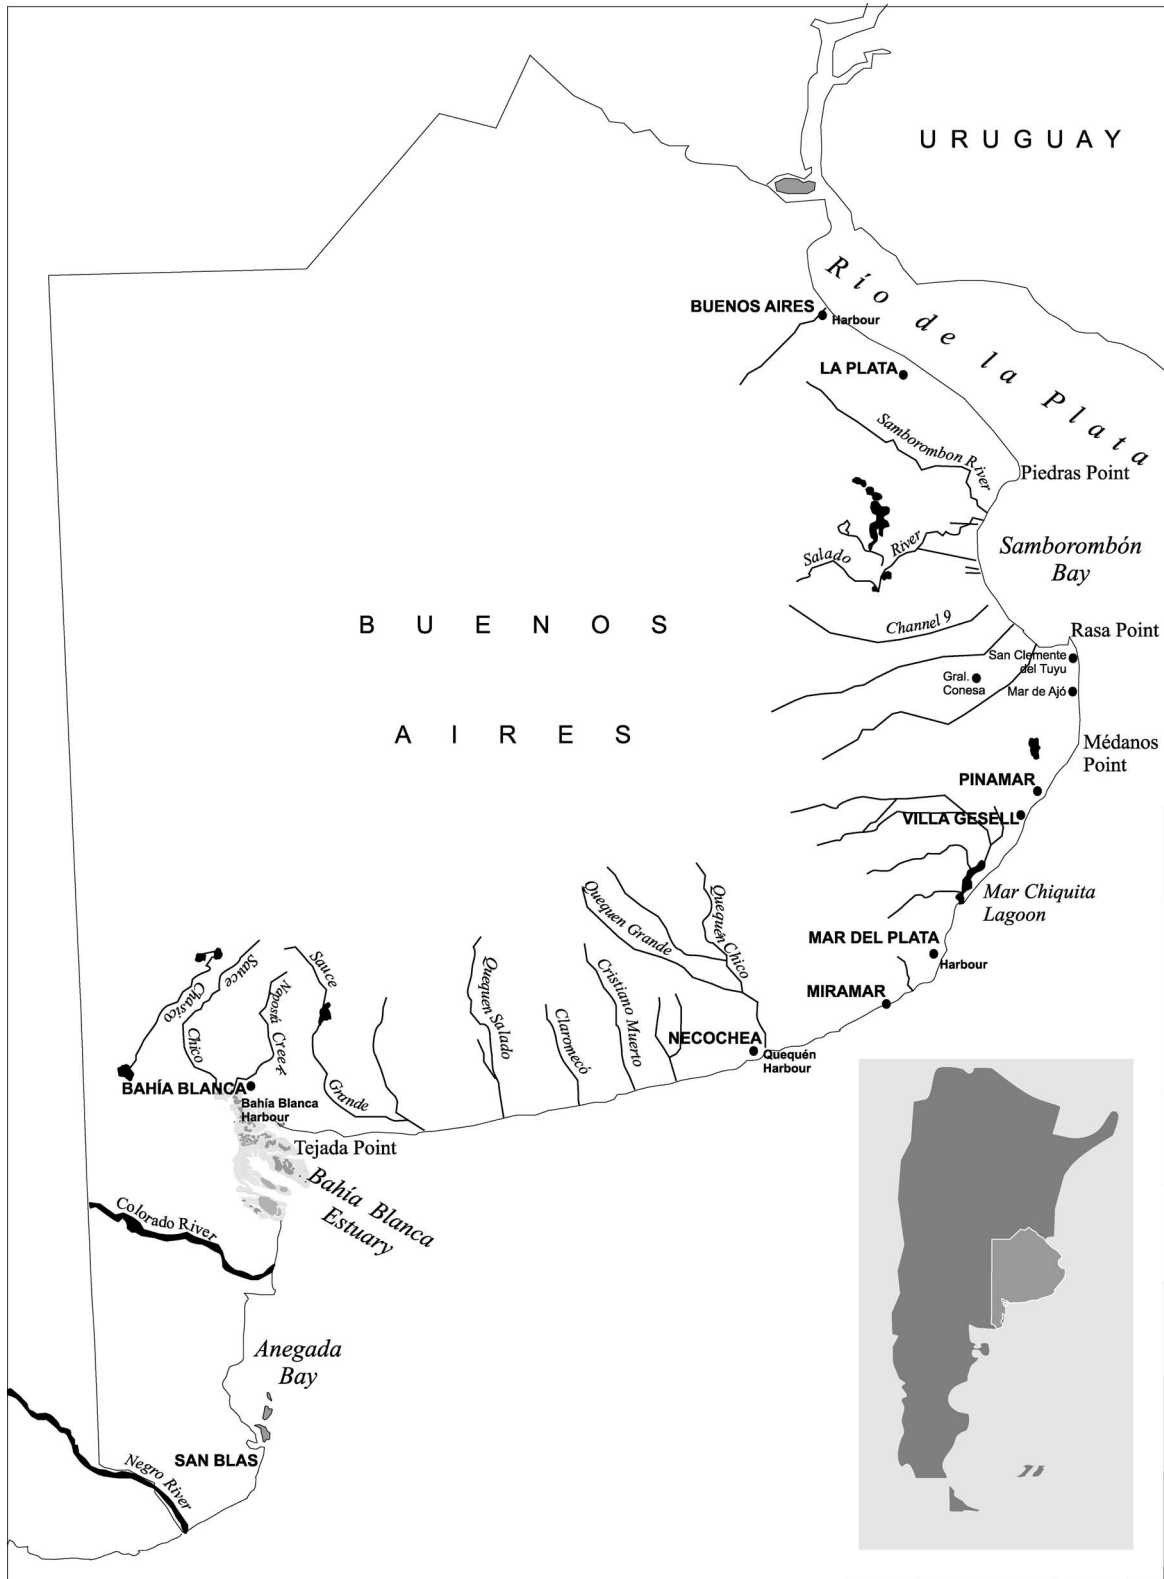 URUGUAY
Río de la Plata
BUENOS AIRES
Harbour
LA PLATA
Samborombon River
Piedras Point
Samborombón
Bay
Salado River
Channel 9
BUENOS
AIRES
Rasa Point
San Clemente
del Tuyu
Gral.
Conesa
Mar de Ajó
Médanos
Point
PINAMAR
VILLA GESELL
Mar Chiquita
Lagoon
MAR DEL PLATA
Harbour
MIRAMAR
Quequen Grande
Quequén Chico
NECOCHEA
Quequén
Harbour
Cristiano Muerto
Claromecó
Quequen Salado
Sauce Grande
Napostá Creek
Sauce Chico
Chasico
BAHÍA BLANCA
Bahía Blanca
Harbour
Tejada Point
Bahía Blanca
Estuary
Colorado River
Anegada
Bay
SAN BLAS
Negro River